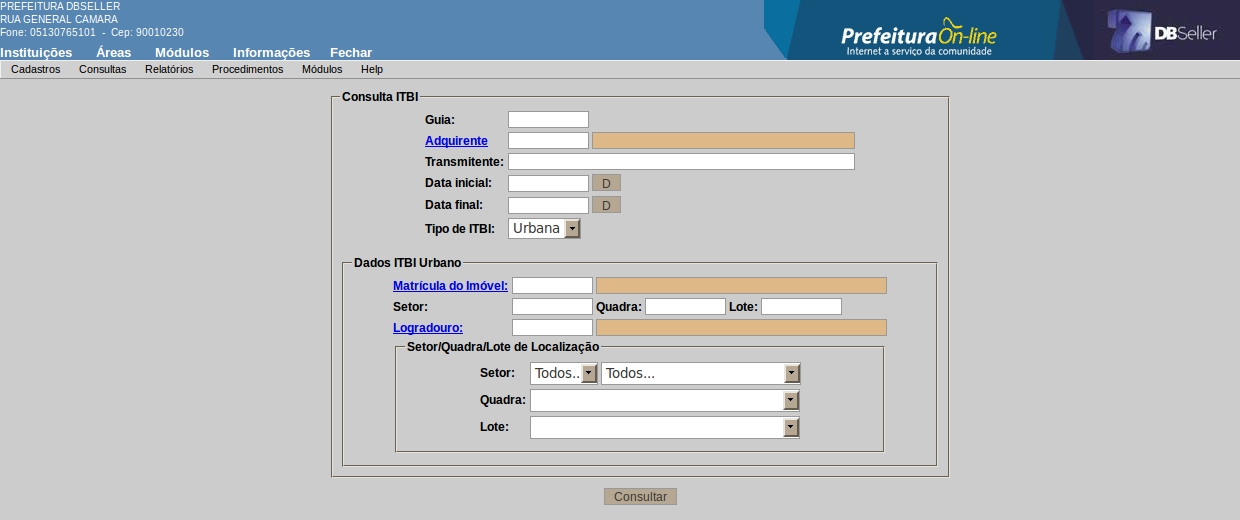 PREFEITURA DBSELLER
RUA GENERAL CAMARA
Fone: 05130765101 - Cep: 90010230
Prefeitura On-line
Internet a serviço da comunidade
DBSeller
Instituições Áreas Módulos Informações Fechar
Cadastros Consultas Relatórios Procedimentos Módulos Help
Consulta ITBI
Guia:
Adquirente
Transmitente:
Data inicial: D
Data final: D
Tipo de ITBI: Urbana
Dados ITBI Urbano
Matrícula do Imóvel:
Setor: Quadra: Lote:
Logradouro:
Setor/Quadra/Lote de Localização
Setor: Todos.. Todos...
Quadra:
Lote:
Consultar